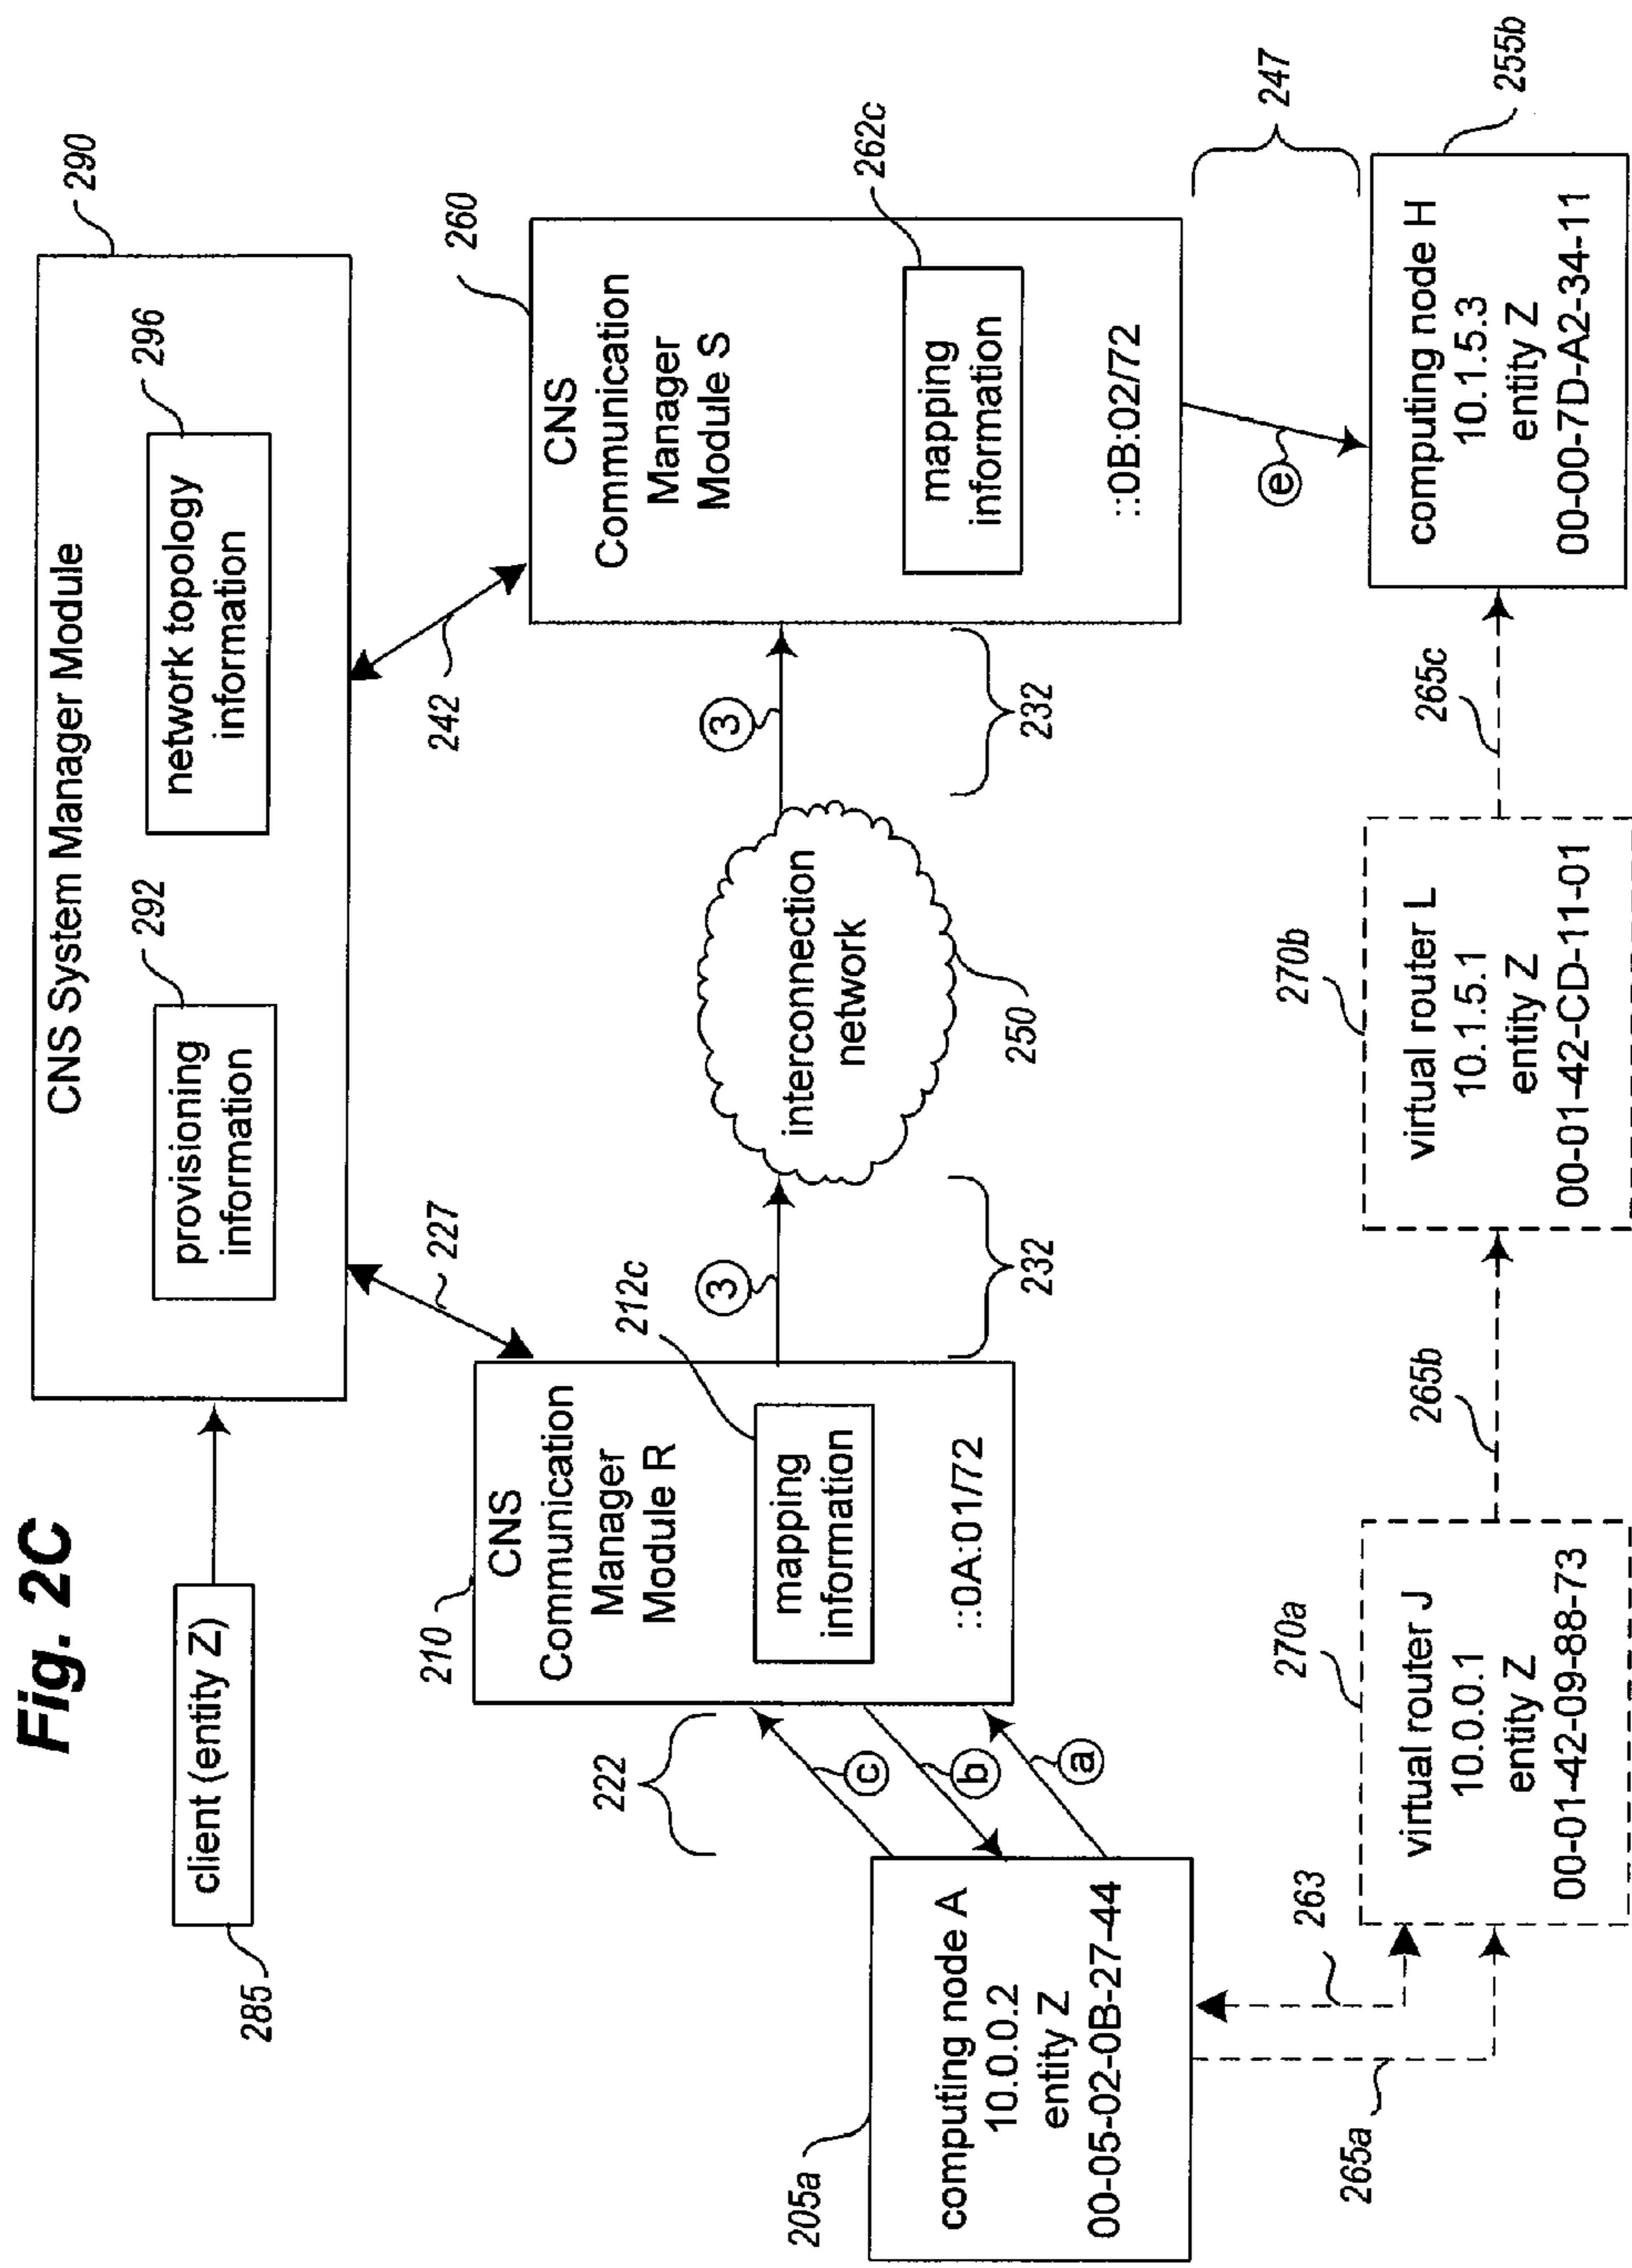 Fig. 2C
client (entity Z)
285
CNS System Manager Module
290
provisioning
information
292
network topology
information
296
227
242
210
CNS
Communication
Manager
Module R
mapping
information
212c
::0A:01/72
260
CNS
Communication
Manager
Module S
mapping
information
262c
::0B:02/72
3
232
interconnection
network
250
3
232
222
c
b
a
e
247
205a
computing node A
10.0.0.2
entity Z
00-05-02-0B-27-44
263
265a
270a
virtual router J
10.0.0.1
entity Z
00-01-42-09-88-73
265b
270b
virtual router L
10.1.5.1
entity Z
00-01-42-CD-11-01
265c
255b
computing node H
10.1.5.3
entity Z
00-00-7D-A2-34-11